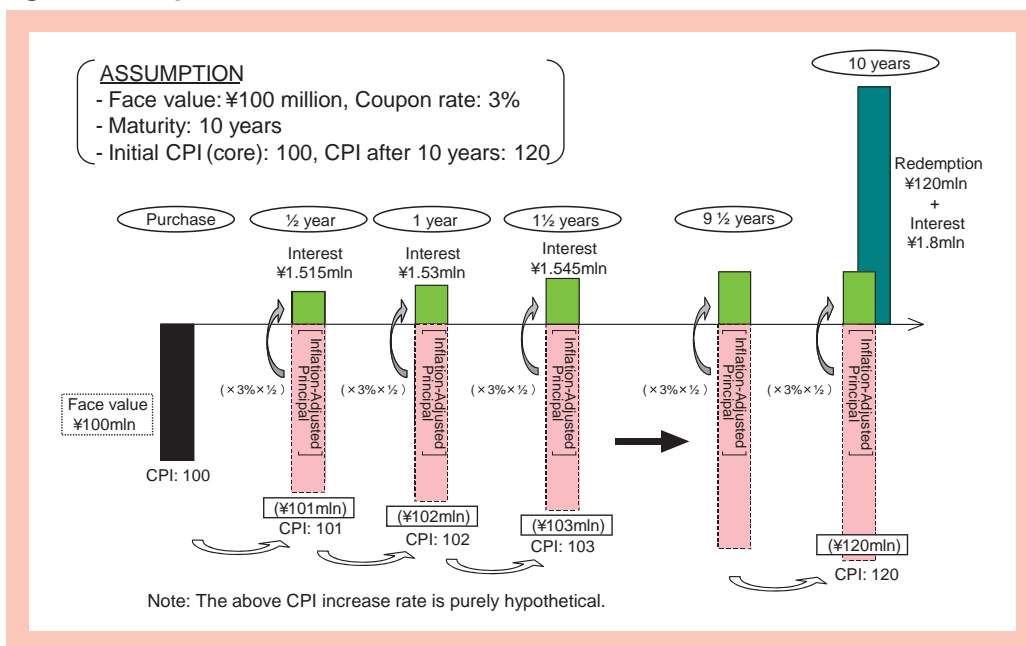 ASSUMPTION
- Face value: ¥100 million, Coupon rate: 3%
- Maturity: 10 years
- Initial CPI (core): 100, CPI after 10 years: 120
10 years
Redemption
¥120mln
+
Interest
¥1.8mln
Purchase
½ year
1 year
1½ years
9 ½ years
Interest
¥1.515mln
Interest
¥1.53mln
Interest
¥1.545mln
[Inflation-Adjusted
Principal]
[Inflation-Adjusted
Principal]
[Inflation-Adjusted
Principal]
[Inflation-Adjusted
Principal]
[Inflation-Adjusted
Principal]
(×3%×½)
(×3%×½)
(×3%×½)
(×3%×½)
(×3%×½)
Face value
¥100mln
CPI: 100
(¥101mln)
CPI: 101
(¥102mln)
CPI: 102
(¥103mln)
CPI: 103
(¥120mln)
CPI: 120
Note: The above CPI increase rate is purely hypothetical.